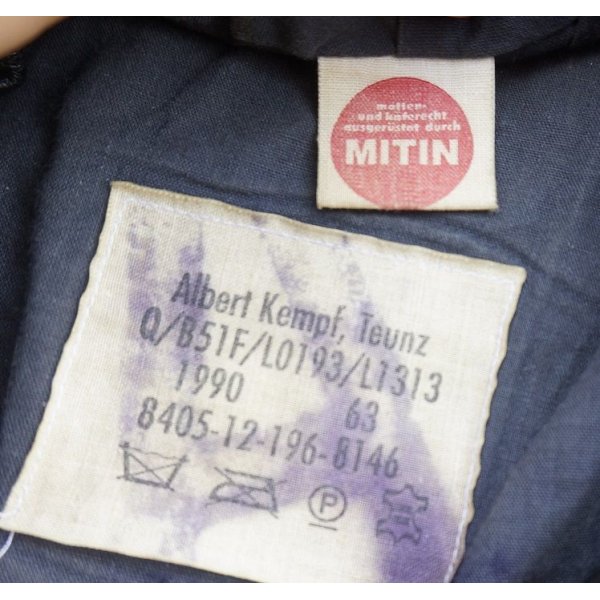 motten-
und käferecht
ausgerüstet durch
MITIN
Albert Kempf, Teunz
Q/B51F/L0193/L1313
1990 63
8405-12-196-8146
P